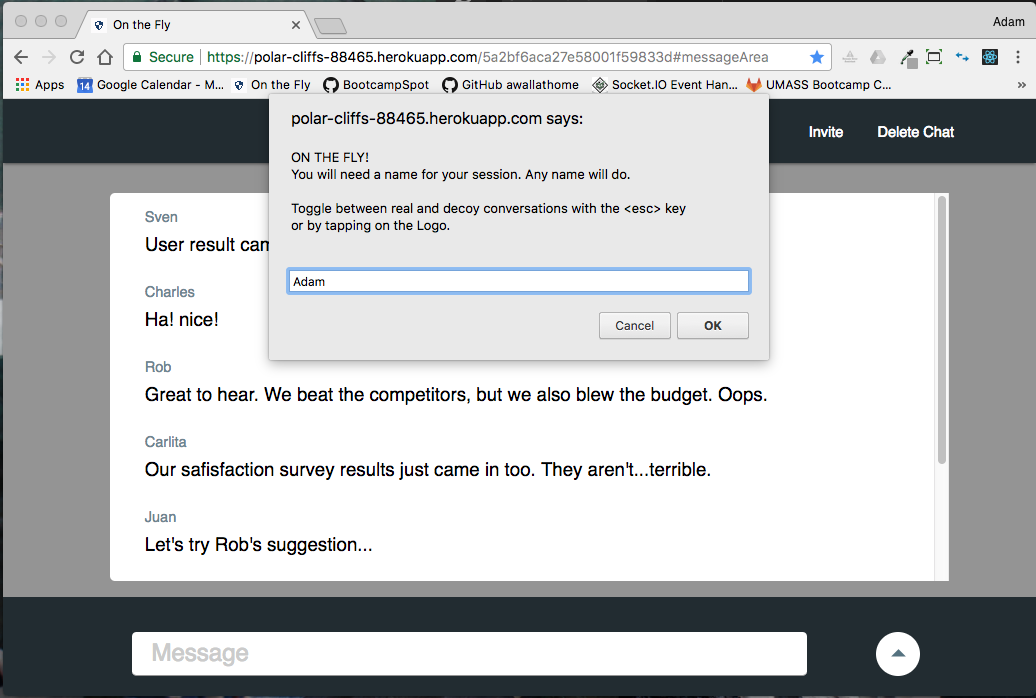 On the Fly
Adam
Secure https://polar-cliffs-88465.herokuapp.com/5a2bf6aca27e58001f59833d#messageArea
Apps 14 Google Calendar - M... On the Fly BootcampSpot GitHub awallathome Socket.IO Event Han... UMASS Bootcamp C... »
polar-cliffs-88465.herokuapp.com says:
Invite Delete Chat
ON THE FLY!
You will need a name for your session. Any name will do.
Toggle between real and decoy conversations with the <esc> key
or by tapping on the Logo.
Adam
Cancel OK
Sven
User result cam
Charles
Ha! nice!
Rob
Great to hear. We beat the competitors, but we also blew the budget. Oops.
Carlita
Our safisfaction survey results just came in too. They aren't...terrible.
Juan
Let's try Rob's suggestion...
Message